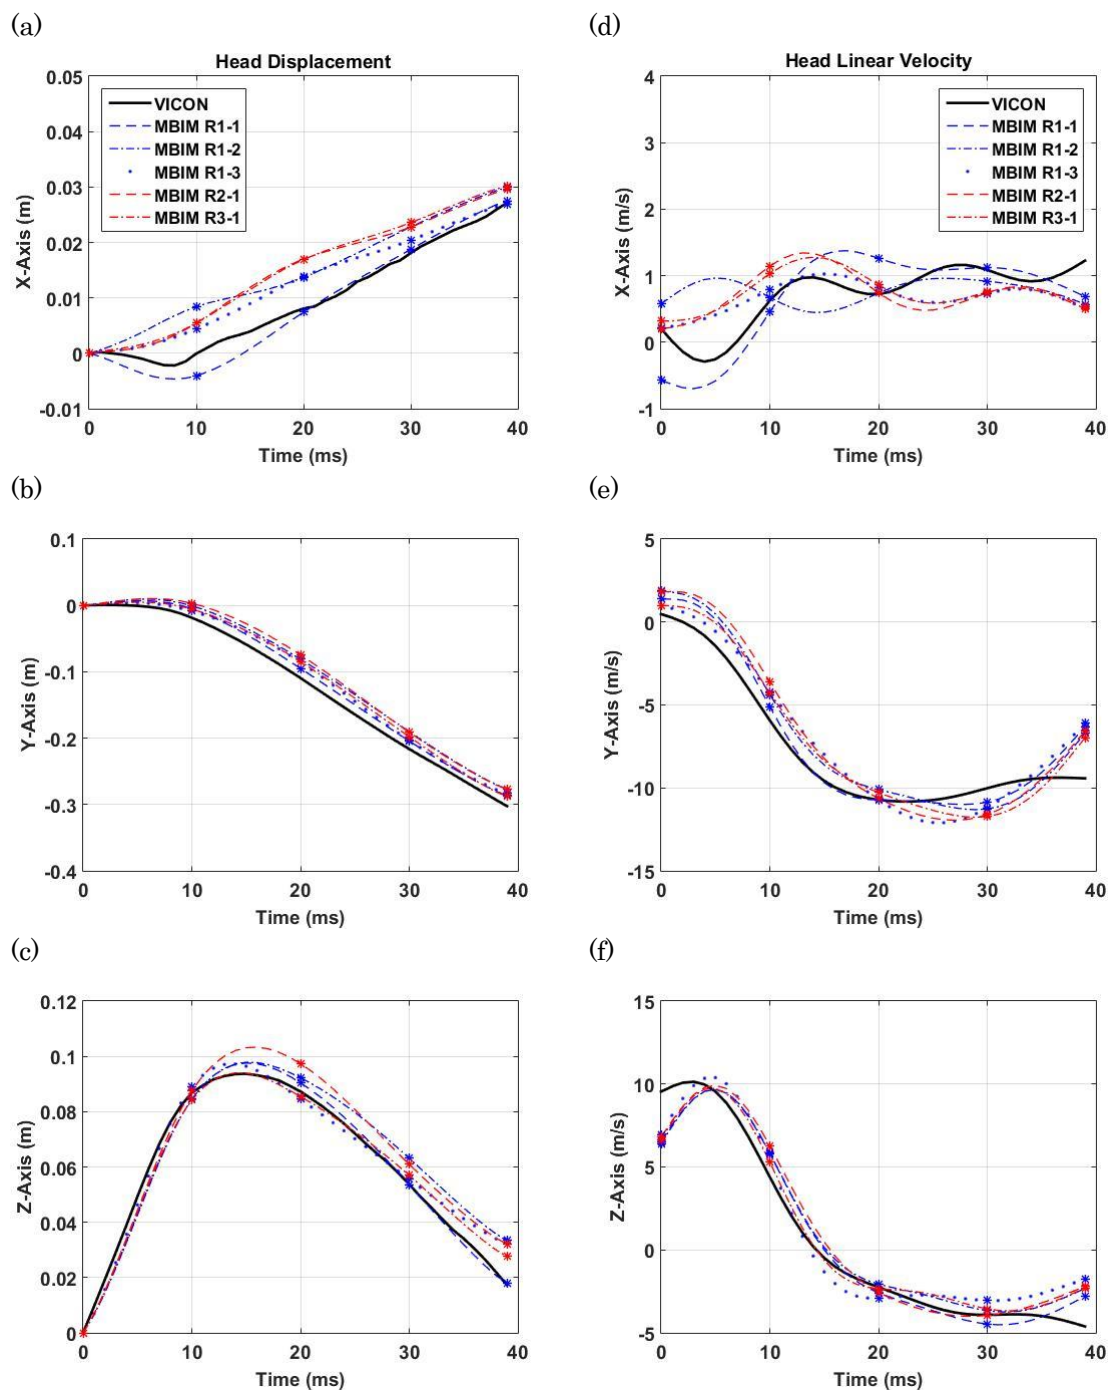 (a)
Head Displacement
0.05
0.04
0.03
0.02
0.01
0
-0.01
X-Axis (m)
VICON
MBIM R1-1
MBIM R1-2
MBIM R1-3
MBIM R2-1
MBIM R3-1
0 10 20 30 40
Time (ms)
(d)
Head Linear Velocity
4
3
2
1
0
-1
X-Axis (m/s)
VICON
MBIM R1-1
MBIM R1-2
MBIM R1-3
MBIM R2-1
MBIM R3-1
0 10 20 30 40
Time (ms)
(b)
0.1
0
-0.1
-0.2
-0.3
-0.4
Y-Axis (m)
0 10 20 30 40
Time (ms)
(e)
5
0
-5
-10
-15
Y-Axis (m/s)
0 10 20 30 40
Time (ms)
(c)
0.12
0.1
0.08
0.06
0.04
0.02
0
Z-Axis (m)
0 10 20 30 40
Time (ms)
(f)
15
10
5
0
-5
Z-Axis (m/s)
0 10 20 30 40
Time (ms)